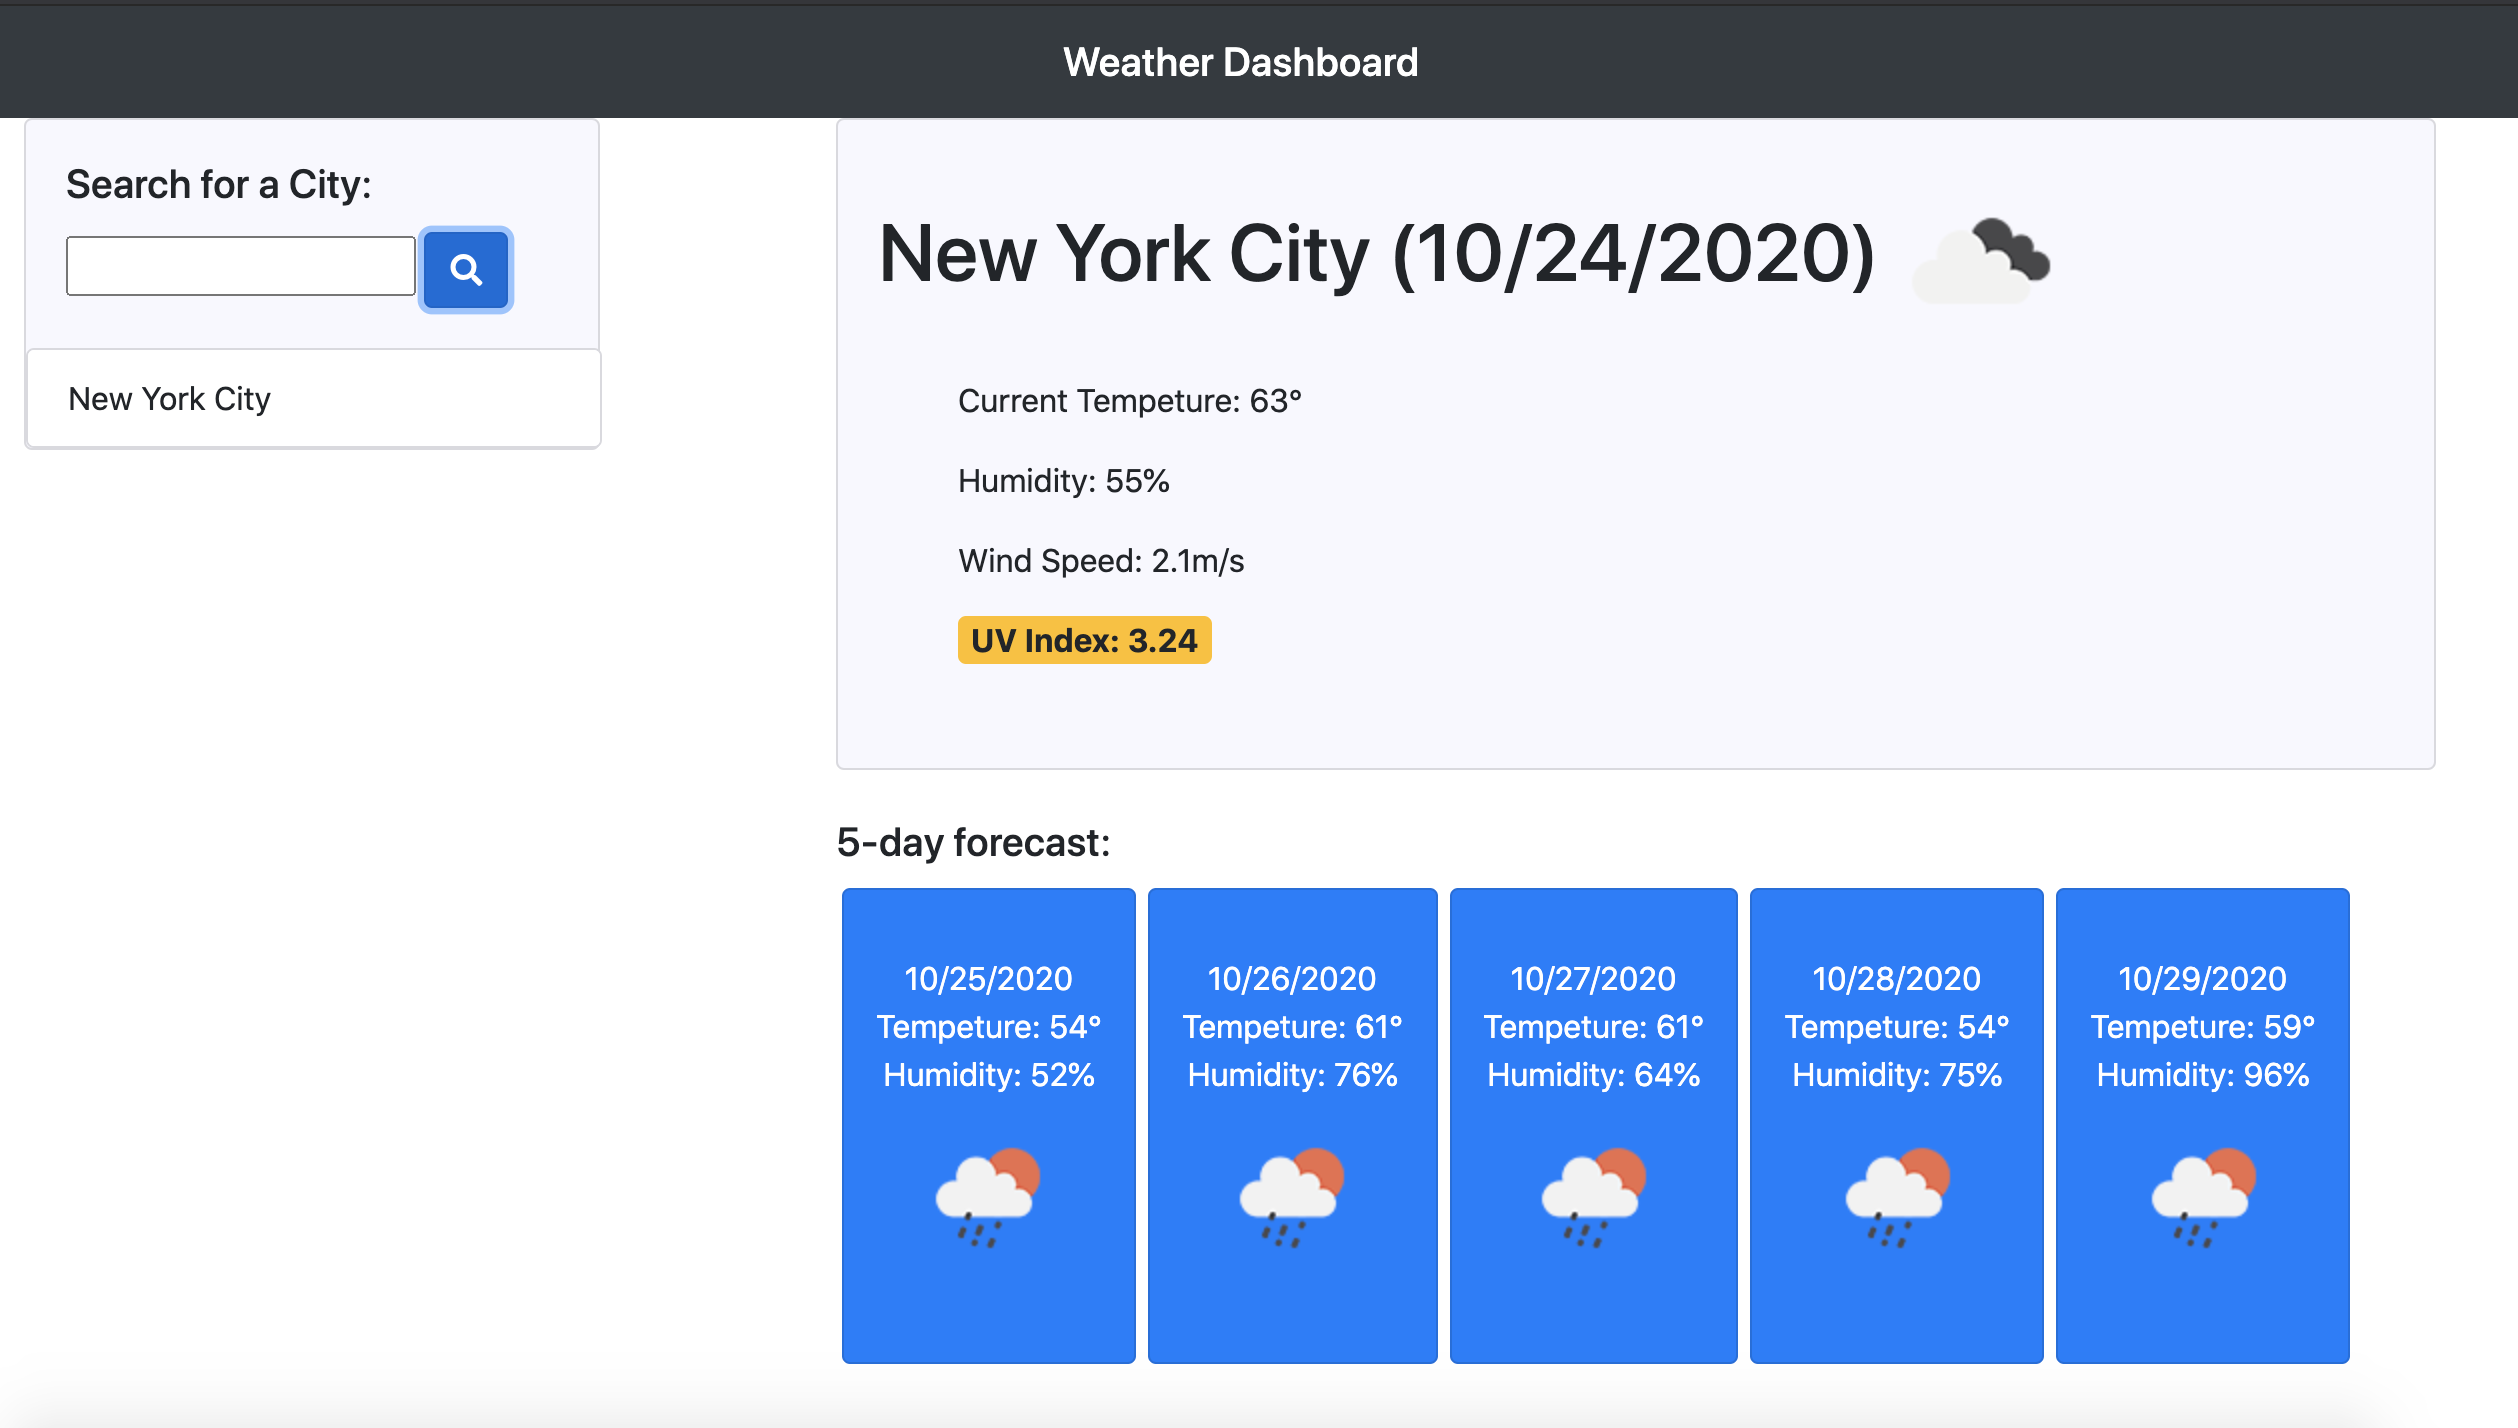 Weather Dashboard
Search for a City:
New York City
New York City (10/24/2020)
Current Tempeture: 63°
Humidity: 55%
Wind Speed: 2.1m/s
UV Index: 3.24
5-day forecast:
10/25/2020
Tempeture: 54°
Humidity: 52%
10/26/2020
Tempeture: 61°
Humidity: 76%
10/27/2020
Tempeture: 61°
Humidity: 64%
10/28/2020
Tempeture: 54°
Humidity: 75%
10/29/2020
Tempeture: 59°
Humidity: 96%